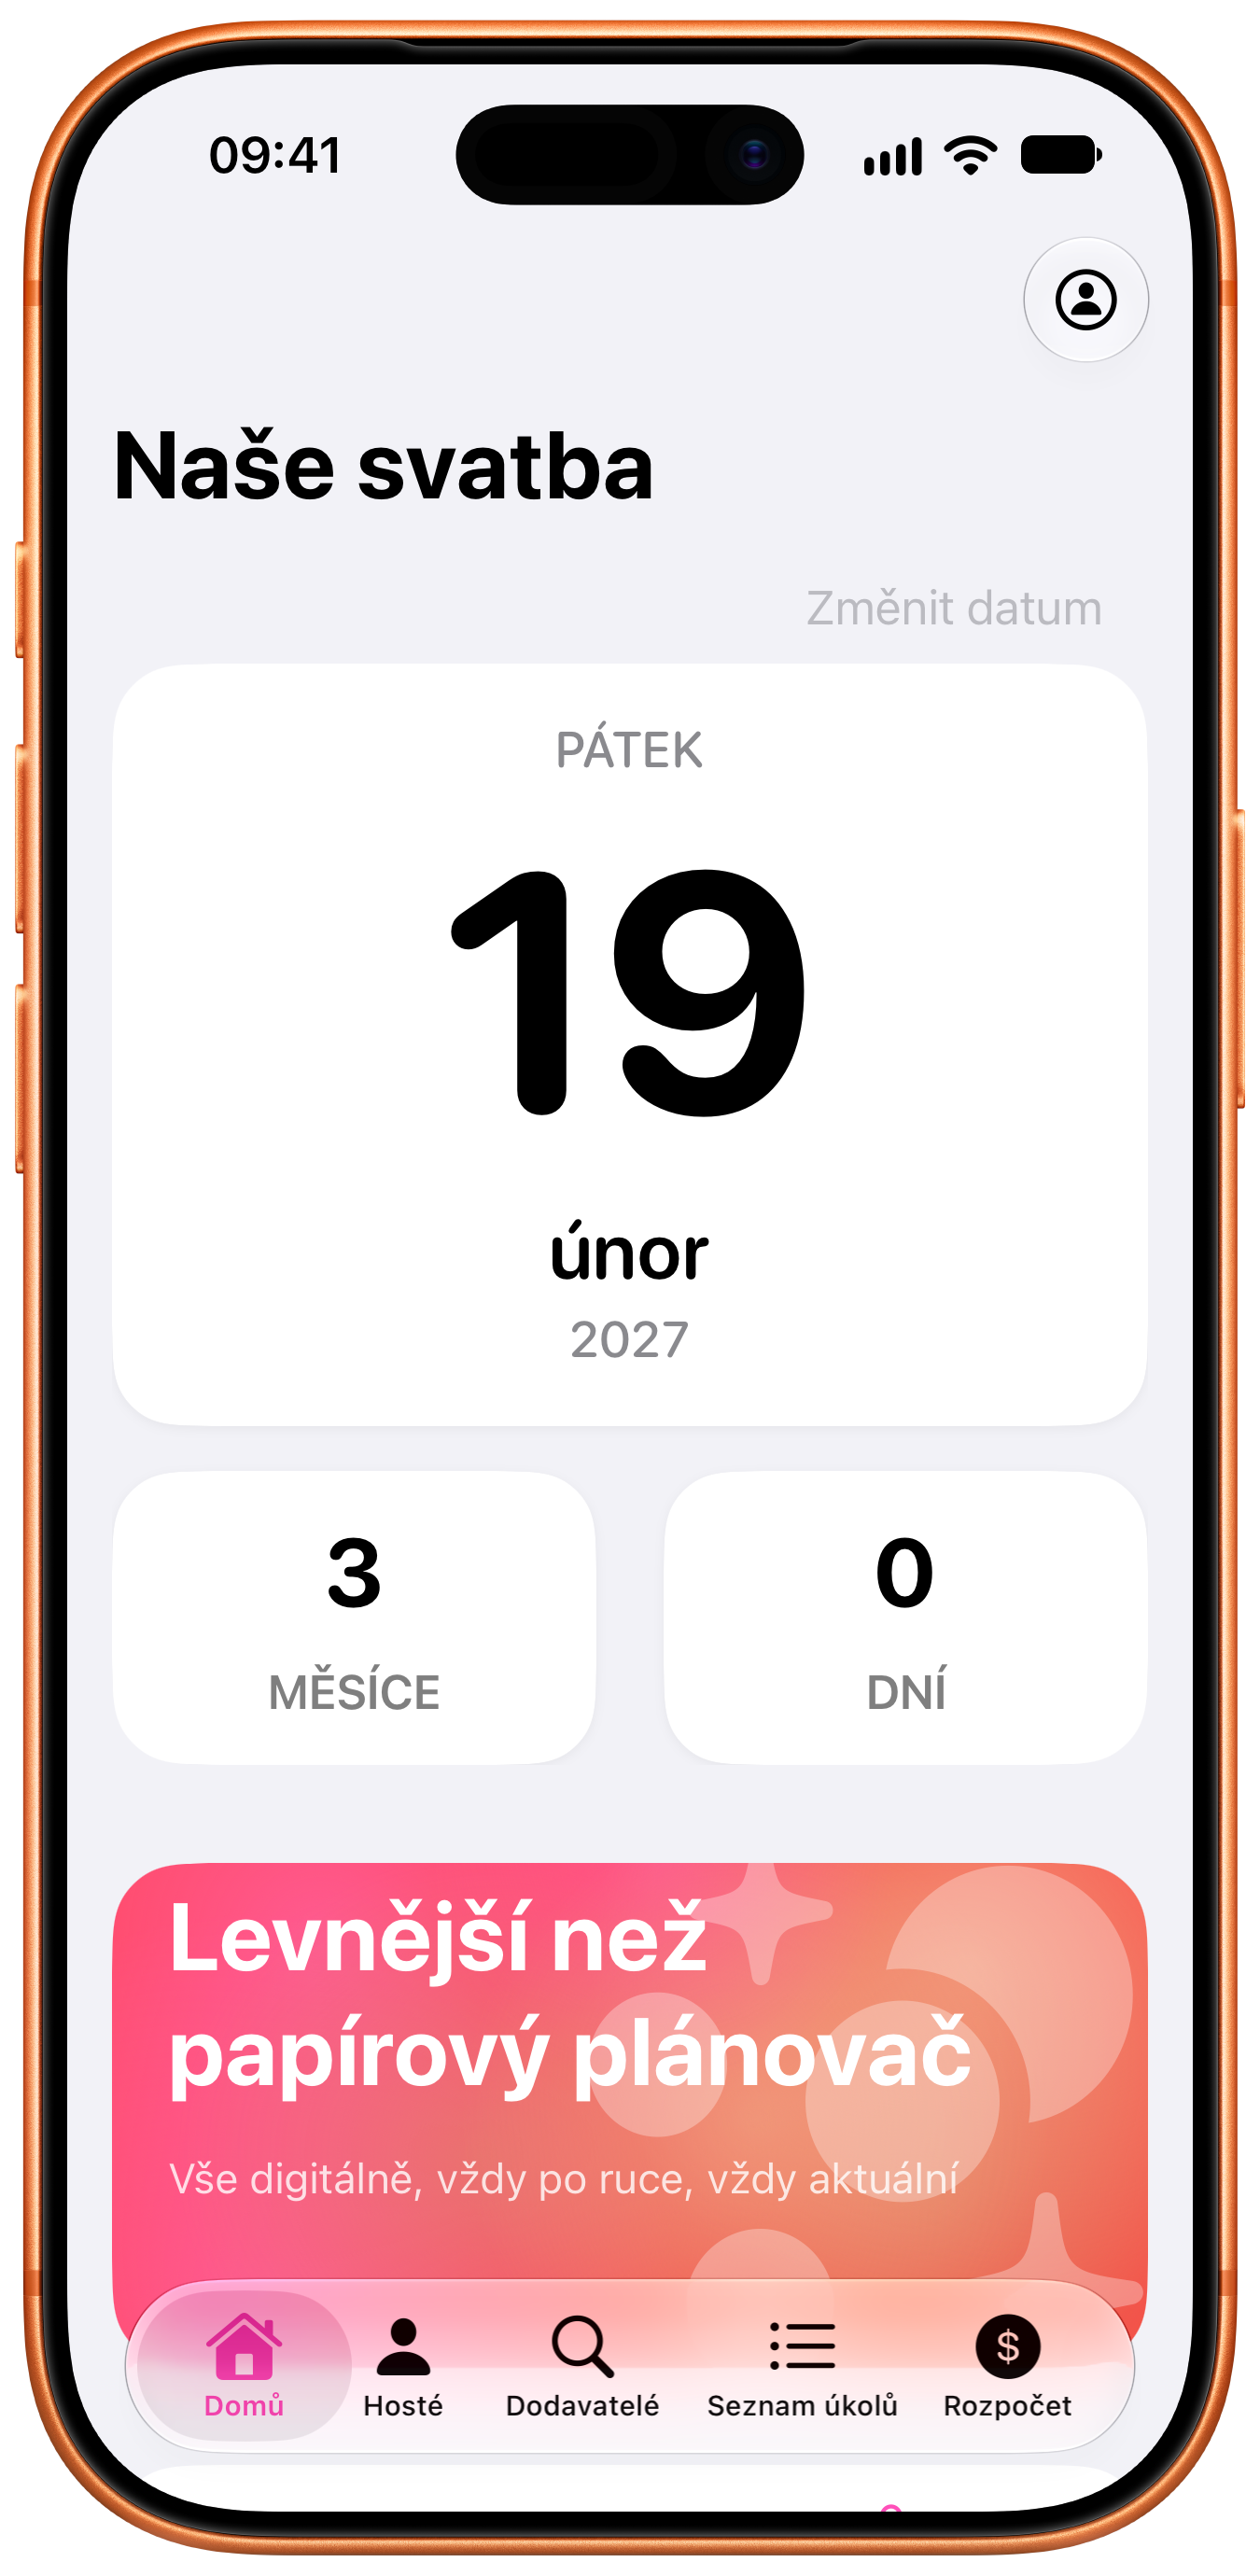 09:41
Naše svatba
Změnit datum
PÁTEK
19
únor
2027
3
MĚSÍCE
0
DNÍ
Levnější než
papírový plánovač
Vše digitálně, vždy po ruce, vždy aktuální
Domů
Hosté
Dodavatelé
Seznam úkolů
$
Rozpočet